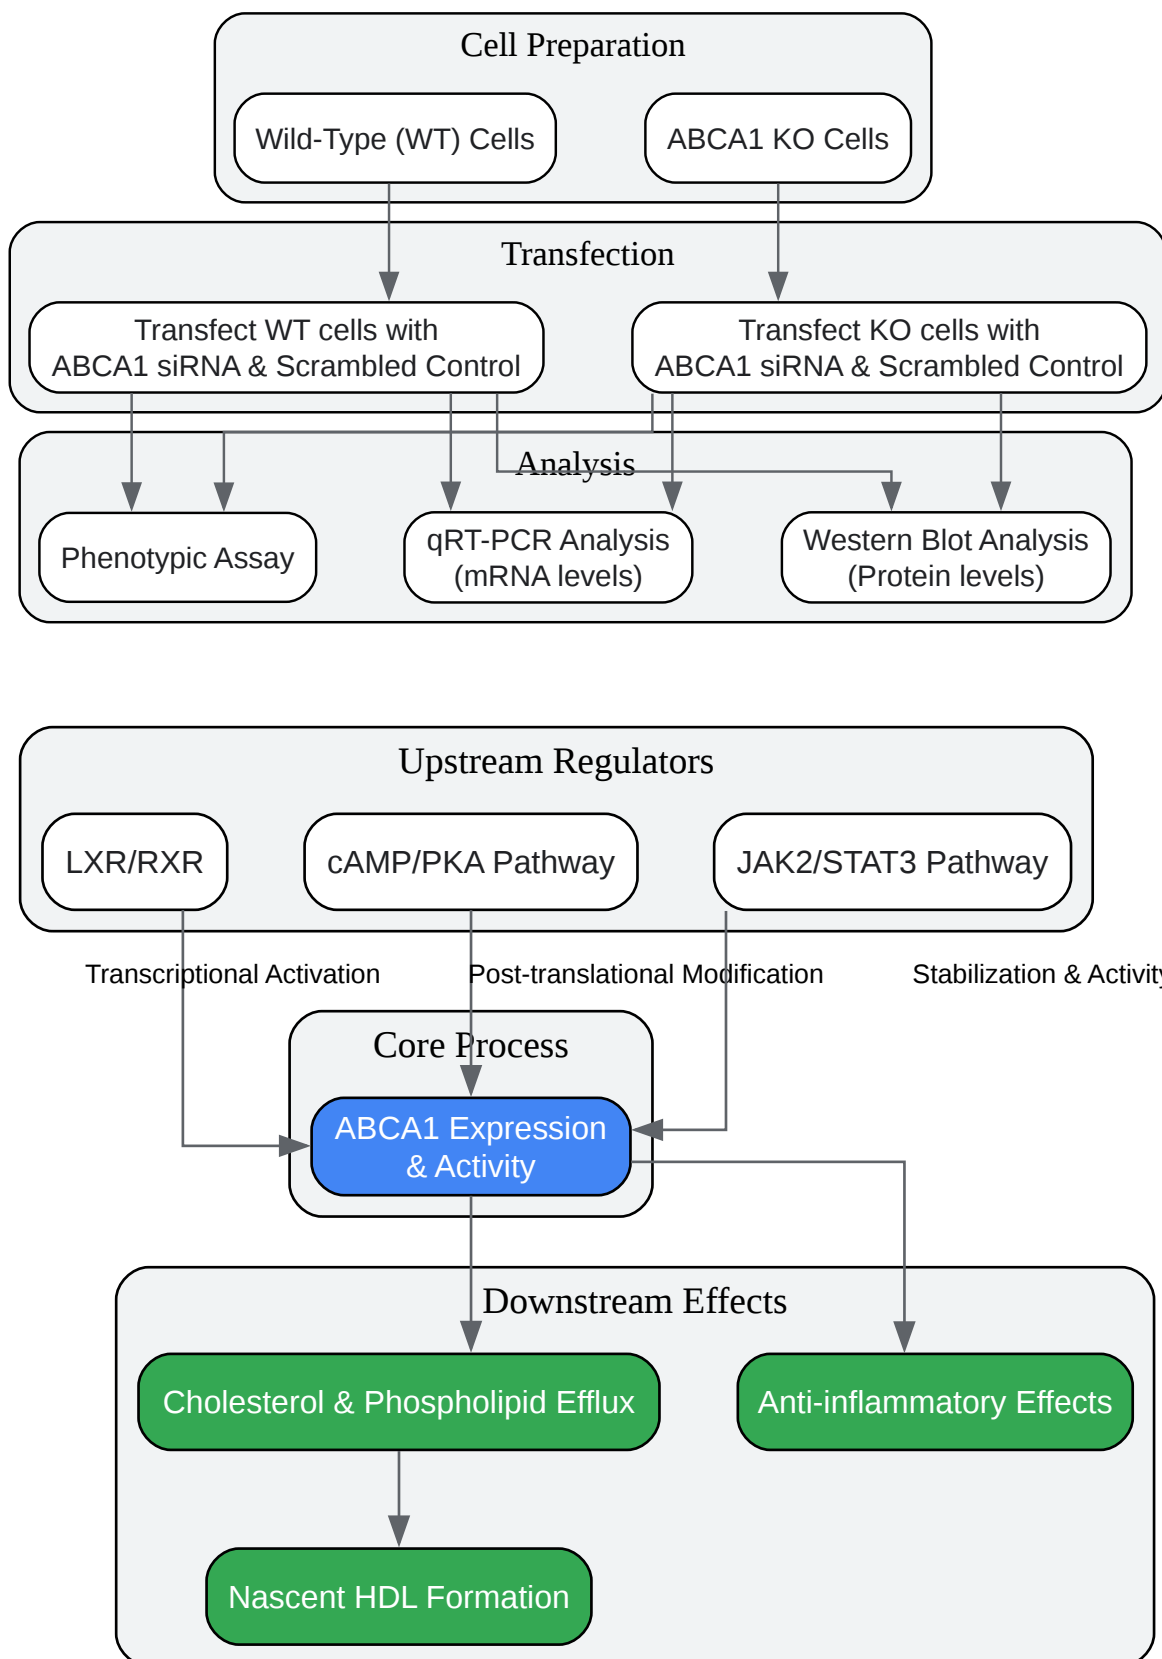 Cell Preparation
Wild-Type (WT) Cells
ABCA1 KO Cells
Transfection
Transfect WT cells with
ABCA1 siRNA & Scrambled Control
Transfect KO cells with
ABCA1 siRNA & Scrambled Control
Analysis
Phenotypic Assay
qRT-PCR Analysis
(mRNA levels)
Western Blot Analysis
(Protein levels)
Upstream Regulators
LXR/RXR
cAMP/PKA Pathway
JAK2/STAT3 Pathway
Transcriptional Activation
Post-translational Modification
Stabilization & Activity
Core Process
ABCA1 Expression
& Activity
Downstream Effects
Cholesterol & Phospholipid Efflux
Anti-inflammatory Effects
Nascent HDL Formation